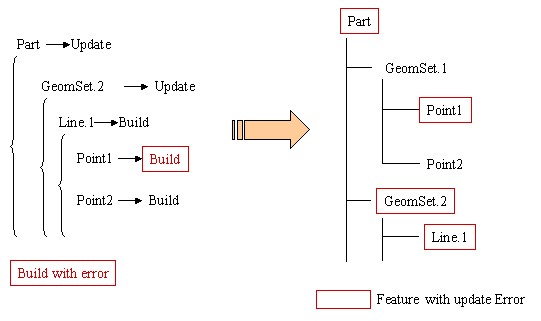 Part Update
GeomSet.2 Update
Line.1 Build
Point1 Build
Point2 Build
Build with error
Part
GeomSet.1
Point1
Point2
GeomSet.2
Line.1
Feature with update Error